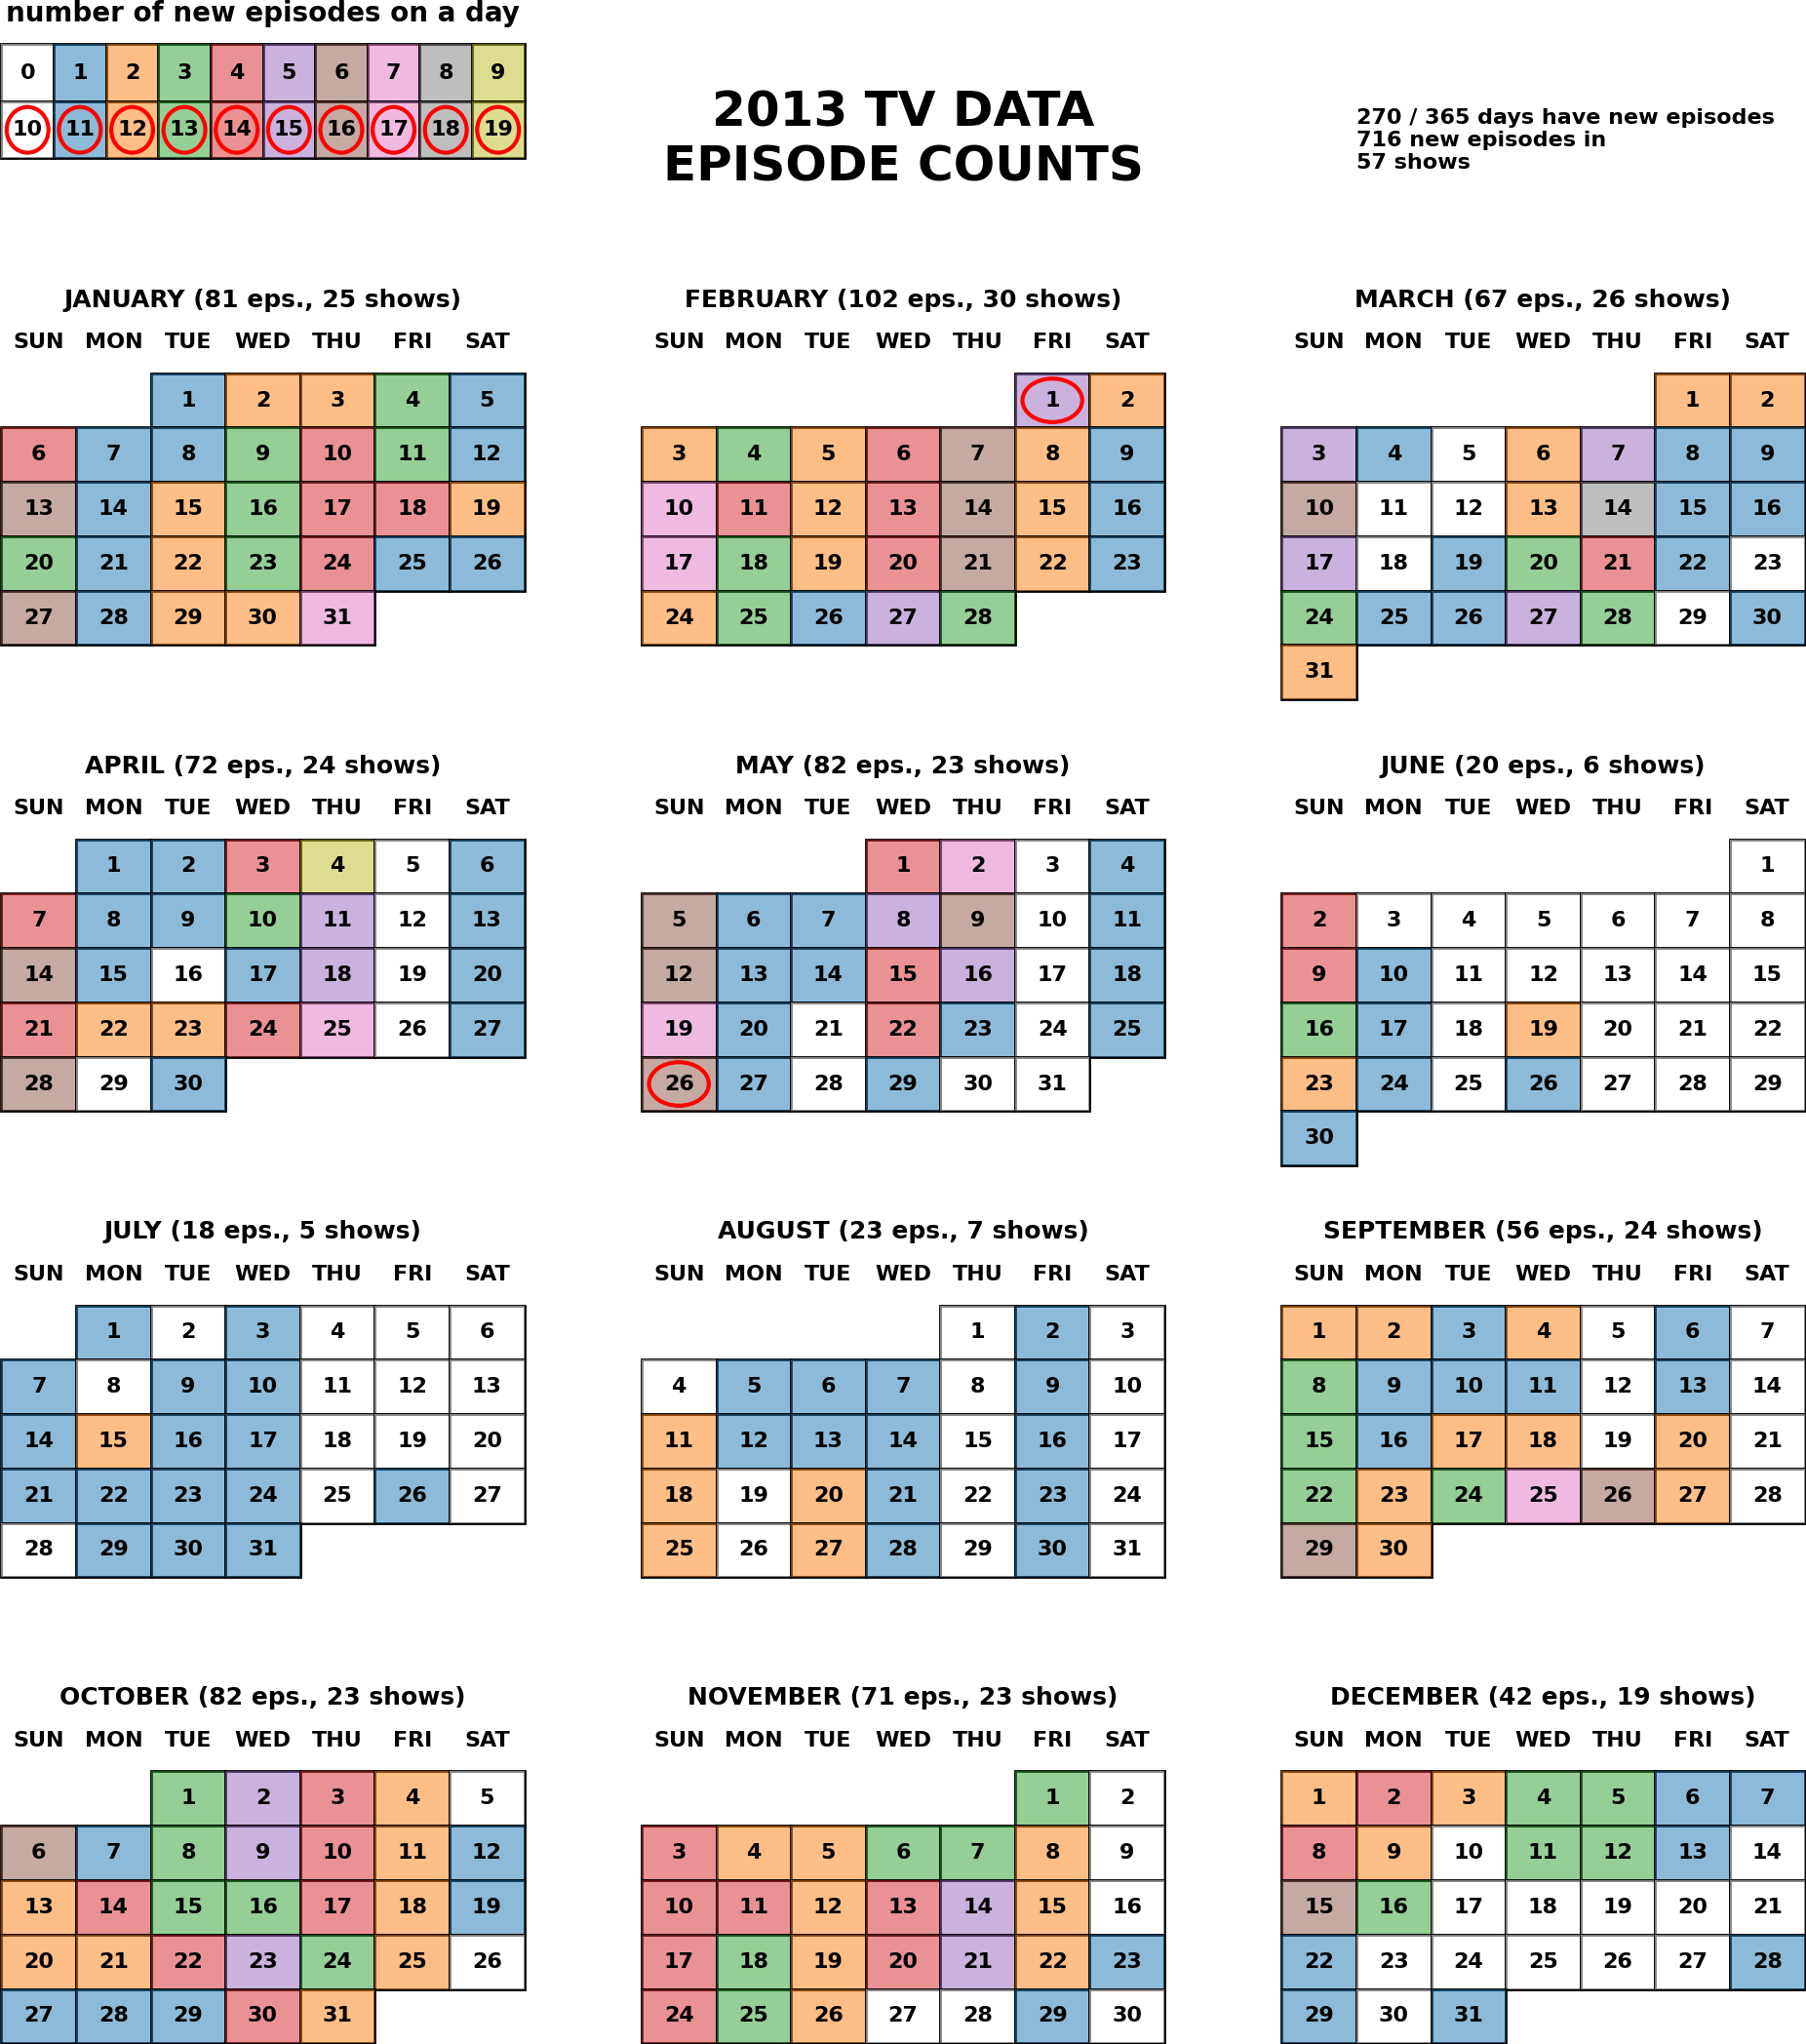 number of new episodes on a day
0 1 2 3 4 5 6 7 8 9
10 11 12 13 14 15 16 17 18 19
2013 TV DATA
EPISODE COUNTS
270 / 365 days have new episodes
716 new episodes in
57 shows
JANUARY (81 eps., 25 shows)
SUN MON TUE WED THU FRI SAT
1 2 3 4 5
6 7 8 9 10 11 12
13 14 15 16 17 18 19
20 21 22 23 24 25 26
27 28 29 30 31
FEBRUARY (102 eps., 30 shows)
SUN MON TUE WED THU FRI SAT
1 2
3 4 5 6 7 8 9
10 11 12 13 14 15 16
17 18 19 20 21 22 23
24 25 26 27 28
MARCH (67 eps., 26 shows)
SUN MON TUE WED THU FRI SAT
1 2
3 4 5 6 7 8 9
10 11 12 13 14 15 16
17 18 19 20 21 22 23
24 25 26 27 28 29 30
31
APRIL (72 eps., 24 shows)
SUN MON TUE WED THU FRI SAT
1 2 3 4 5 6
7 8 9 10 11 12 13
14 15 16 17 18 19 20
21 22 23 24 25 26 27
28 29 30
MAY (82 eps., 23 shows)
SUN MON TUE WED THU FRI SAT
1 2 3 4
5 6 7 8 9 10 11
12 13 14 15 16 17 18
19 20 21 22 23 24 25
26 27 28 29 30 31
JUNE (20 eps., 6 shows)
SUN MON TUE WED THU FRI SAT
1
2 3 4 5 6 7 8
9 10 11 12 13 14 15
16 17 18 19 20 21 22
23 24 25 26 27 28 29
30
JULY (18 eps., 5 shows)
SUN MON TUE WED THU FRI SAT
1 2 3 4 5 6
7 8 9 10 11 12 13
14 15 16 17 18 19 20
21 22 23 24 25 26 27
28 29 30 31
AUGUST (23 eps., 7 shows)
SUN MON TUE WED THU FRI SAT
1 2 3
4 5 6 7 8 9 10
11 12 13 14 15 16 17
18 19 20 21 22 23 24
25 26 27 28 29 30 31
SEPTEMBER (56 eps., 24 shows)
SUN MON TUE WED THU FRI SAT
1 2 3 4 5 6 7
8 9 10 11 12 13 14
15 16 17 18 19 20 21
22 23 24 25 26 27 28
29 30
OCTOBER (82 eps., 23 shows)
SUN MON TUE WED THU FRI SAT
1 2 3 4 5
6 7 8 9 10 11 12
13 14 15 16 17 18 19
20 21 22 23 24 25 26
27 28 29 30 31
NOVEMBER (71 eps., 23 shows)
SUN MON TUE WED THU FRI SAT
1 2
3 4 5 6 7 8 9
10 11 12 13 14 15 16
17 18 19 20 21 22 23
24 25 26 27 28 29 30
DECEMBER (42 eps., 19 shows)
SUN MON TUE WED THU FRI SAT
1 2 3 4 5 6 7
8 9 10 11 12 13 14
15 16 17 18 19 20 21
22 23 24 25 26 27 28
29 30 31